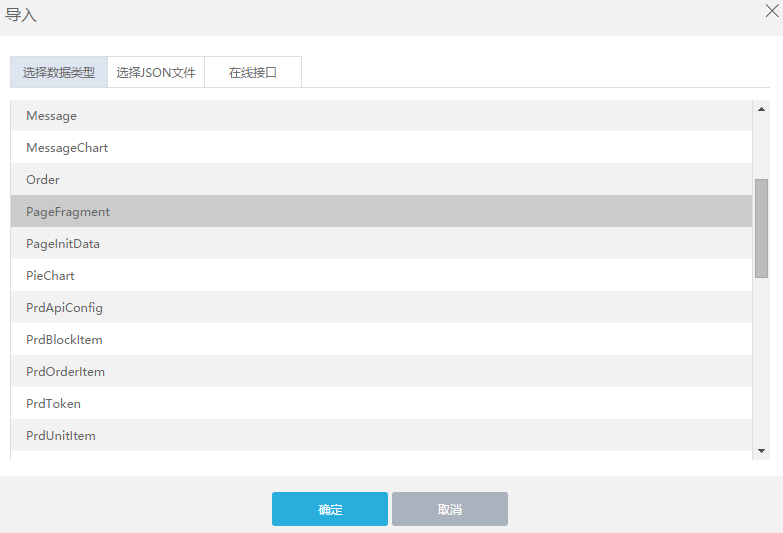 导入
选择数据类型 选择JSON文件 在线接口
Message
MessageChart
Order
PageFragment
PageInitData
PieChart
PrdApiConfig
PrdBlockItem
PrdOrderItem
PrdToken
PrdUnitItem
确定 取消